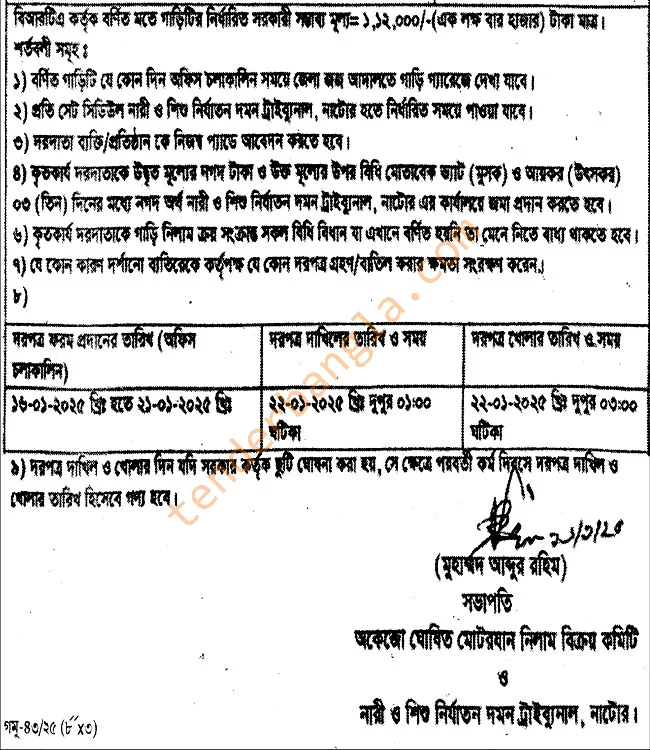 বিআরটিএ কর্তৃক বর্ণিত মতে গাড়িটির নির্ধারিত সরকারী সম্ভাব্য মূল্য= ১,১২,০০০/-(এক লক্ষ বার হাজার) টাকা মাত্র।
শর্তাবলী সমূহ ঃ
১) বর্ণিত গাড়িটি যে কোন দিন অফিস চলাকালিন সময়ে জেলা জজ আদালতে গাড়ি গ্যারেজে দেখা যাবে।
২) প্রতি সেট সিডিউল নারী ও শিশু নির্যাতন দমন ট্রাইব্যুনাল, নাটোর হতে নির্ধারিত সময়ে পাওয়া যাবে।
৩) দরদাতা ব্যক্তি/প্রতিষ্ঠান কে নিজস্ব প্যাডে আবেদন করতে হবে।
৪) কৃতকার্য দরদাতাকে উদ্বৃত মূল্যের নগদ টাকা ও উক্ত মূল্যের উপর বিধি মোতাবেক ভ্যাট (মুসক) ও আয়কর (উৎসকর)
০৩ (তিন) দিনের মধ্যে নগদ অর্থ নারী ও শিশু নির্যাতন দমন ট্রাইব্যুনাল, নাটোর এর কার্যালয়ে জমা প্রদান করতে হবে।
৬) কৃতকার্য দরদাতাকে গাড়ি নিলাম ক্রয় সংক্রান্ত সকল বিধি বিধান যা এখানে বর্ণিত হয়নি তা মেনে নিতে বাধ্য থাকতে হবে।
৭) যে কোন কারণ দর্শানো ব্যতিরেকে কর্তৃপক্ষ যে কোন দরপত্র গ্রহণ/বাতিল করার ক্ষমতা সংরক্ষণ করেন।
৮)
দরপত্র ফরম প্রদানের তারিখ (অফিস চলাকালিন)
দরপত্র দাখিলের তারিখ ও সময়
দরপত্র খোলার তারিখ ও সময়
১৬-০১-২০২৫ খ্রিঃ হতে ২১-০১-২০২৫ খ্রিঃ
২২-০১-২০২৫ খ্রিঃ দুপুর ০১:০০ ঘটিকা
২২-০১-২০২৫ খ্রিঃ দুপুর ০৩:০০ ঘটিকা
৯) দরপত্র দাখিল ও খোলার দিন যদি সরকার কর্তৃক ছুটি ঘোষনা করা হয়, সে ক্ষেত্রে পরবর্তী কর্ম দিবসে দরপত্র দাখিল ও
খোলার তারিখ হিসেবে গণ্য হবে।
(মুহাম্মদ আব্দুর রহিম)
সভাপতি
অকেজো ঘোষিত মোটরযান নিলাম বিক্রয় কমিটি
ও
নারী ও শিশু নির্যাতন দমন ট্রাইব্যুনাল, নাটোর।
গমৃ-৪৩/২৫ (৮"x৩)
tenderbangla.com